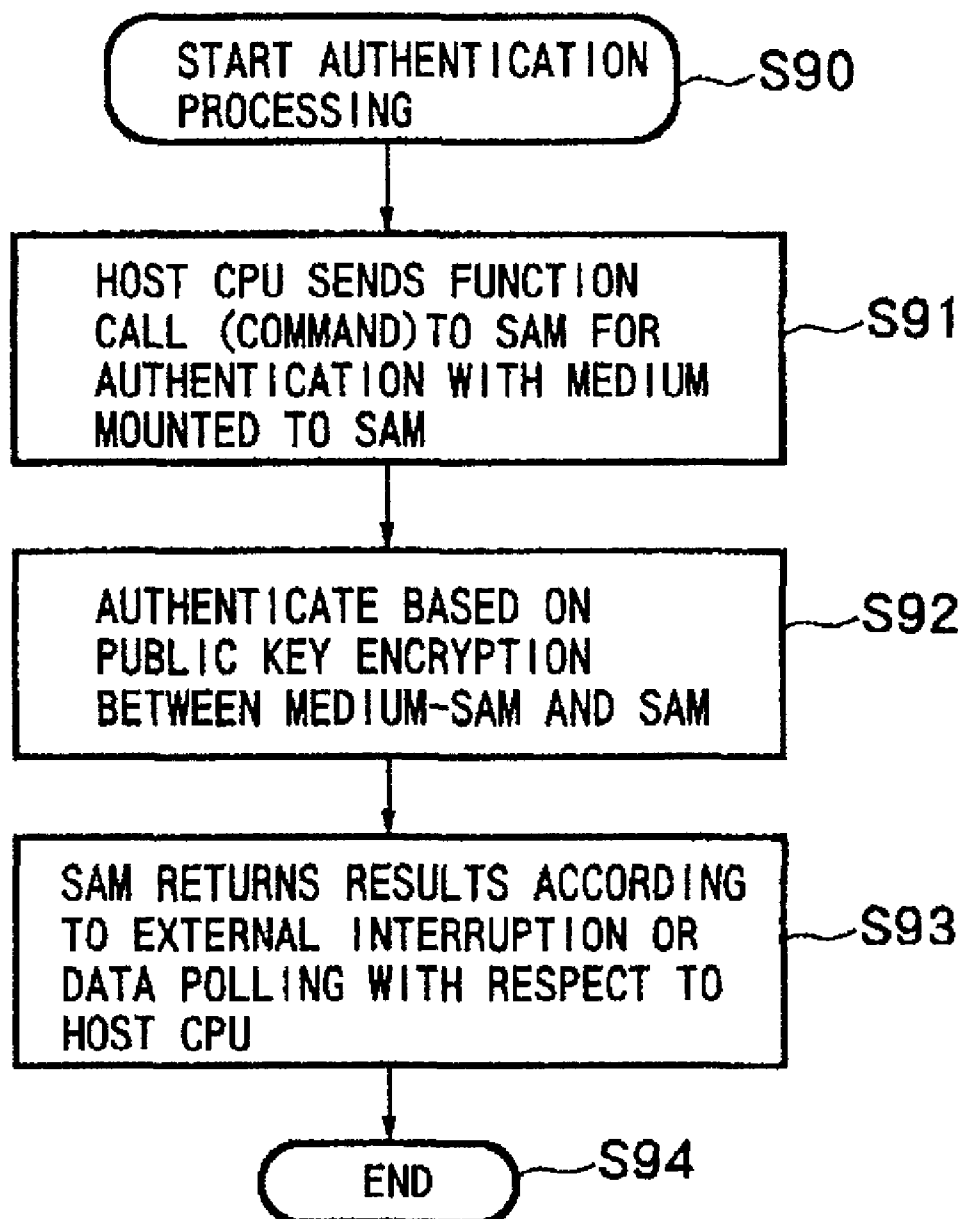 START AUTHENTICATION
PROCESSING
S90
HOST CPU SENDS FUNCTION
CALL (COMMAND) TO SAM FOR
AUTHENTICATION WITH MEDIUM
MOUNTED TO SAM
S91
AUTHENTICATE BASED ON
PUBLIC KEY ENCRYPTION
BETWEEN MEDIUM-SAM AND SAM
S92
SAM RETURNS RESULTS ACCORDING
TO EXTERNAL INTERRUPTION OR
DATA POLLING WITH RESPECT TO
HOST CPU
S93
END
S94